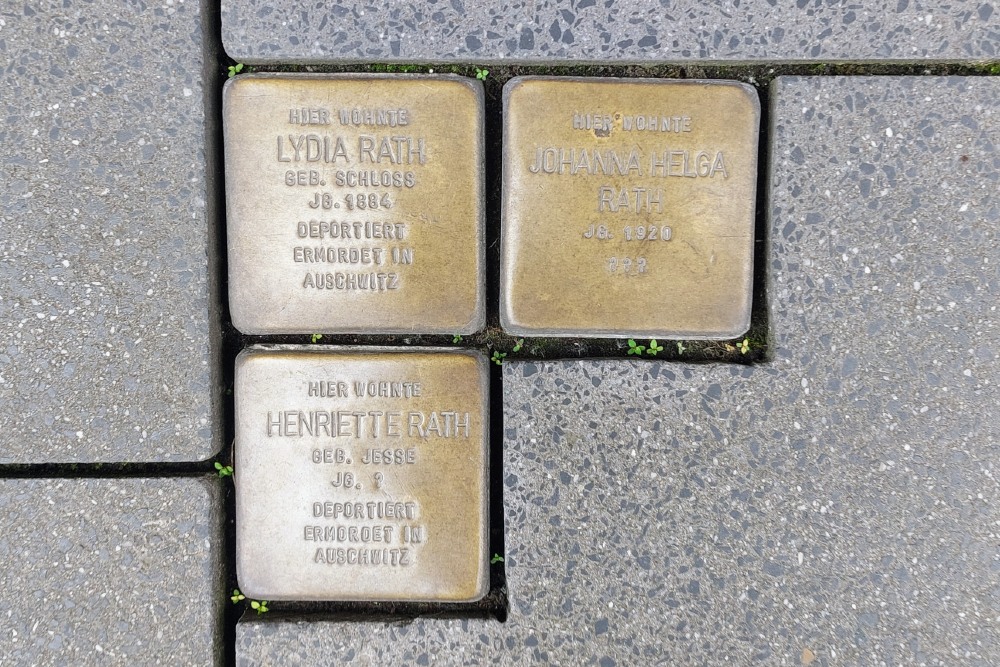 HIER WOHNTE
LYDIA RATH
GEB. SCHLOSS
JG. 1884
DEPORTIERT
ERMORDET IN
AUSCHWITZ
HIER WOHNTE
JOHANNA HELGA
RATH
JG. 1920
???
HIER WOHNTE
HENRIETTE RATH
GEB. JESSE
JG. ?
DEPORTIERT
ERMORDET IN
AUSCHWITZ